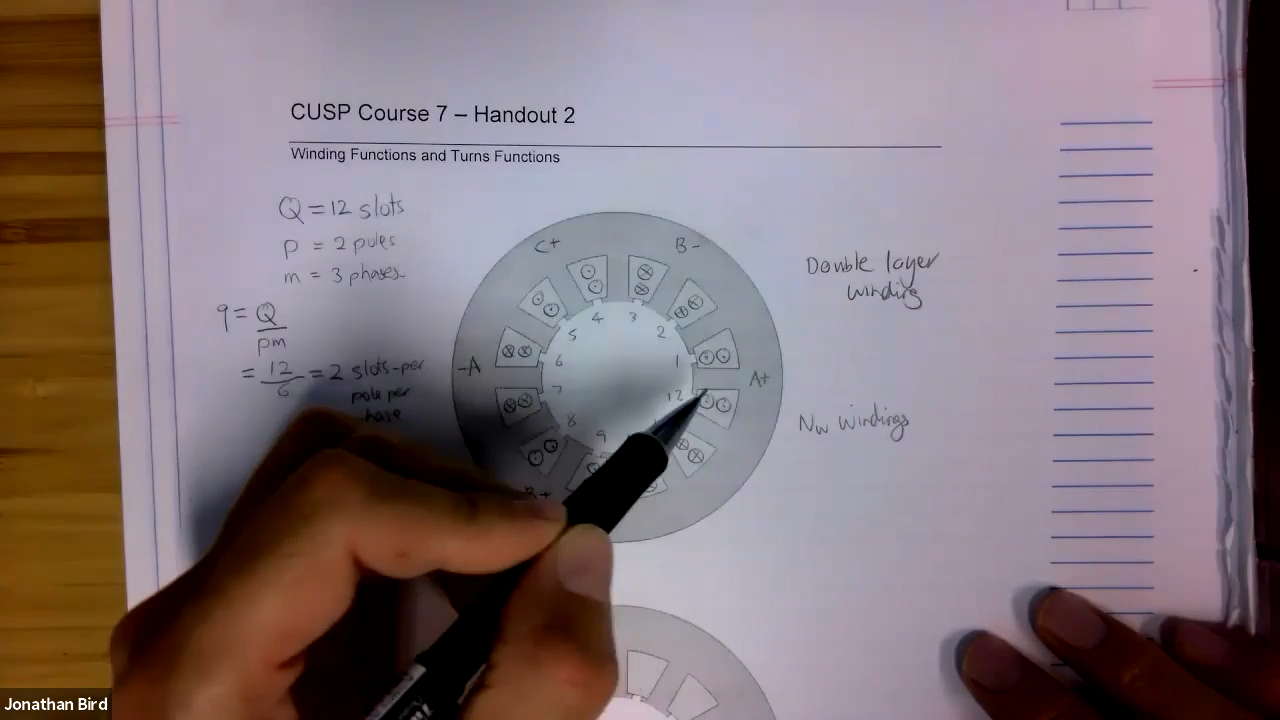 CUSP Course 7 – Handout 2
Winding Functions and Turns Functions
Q = 12 slots
p = 2 poles
m = 3 phases
q = Q
pm
= 12 = 2 slots-per
6 pole per
hase
C+
B-
-A
A+
B+
1
2
3
4
5
6
7
8
9
12
Double layer
winding
Nw windings
Jonathan Bird